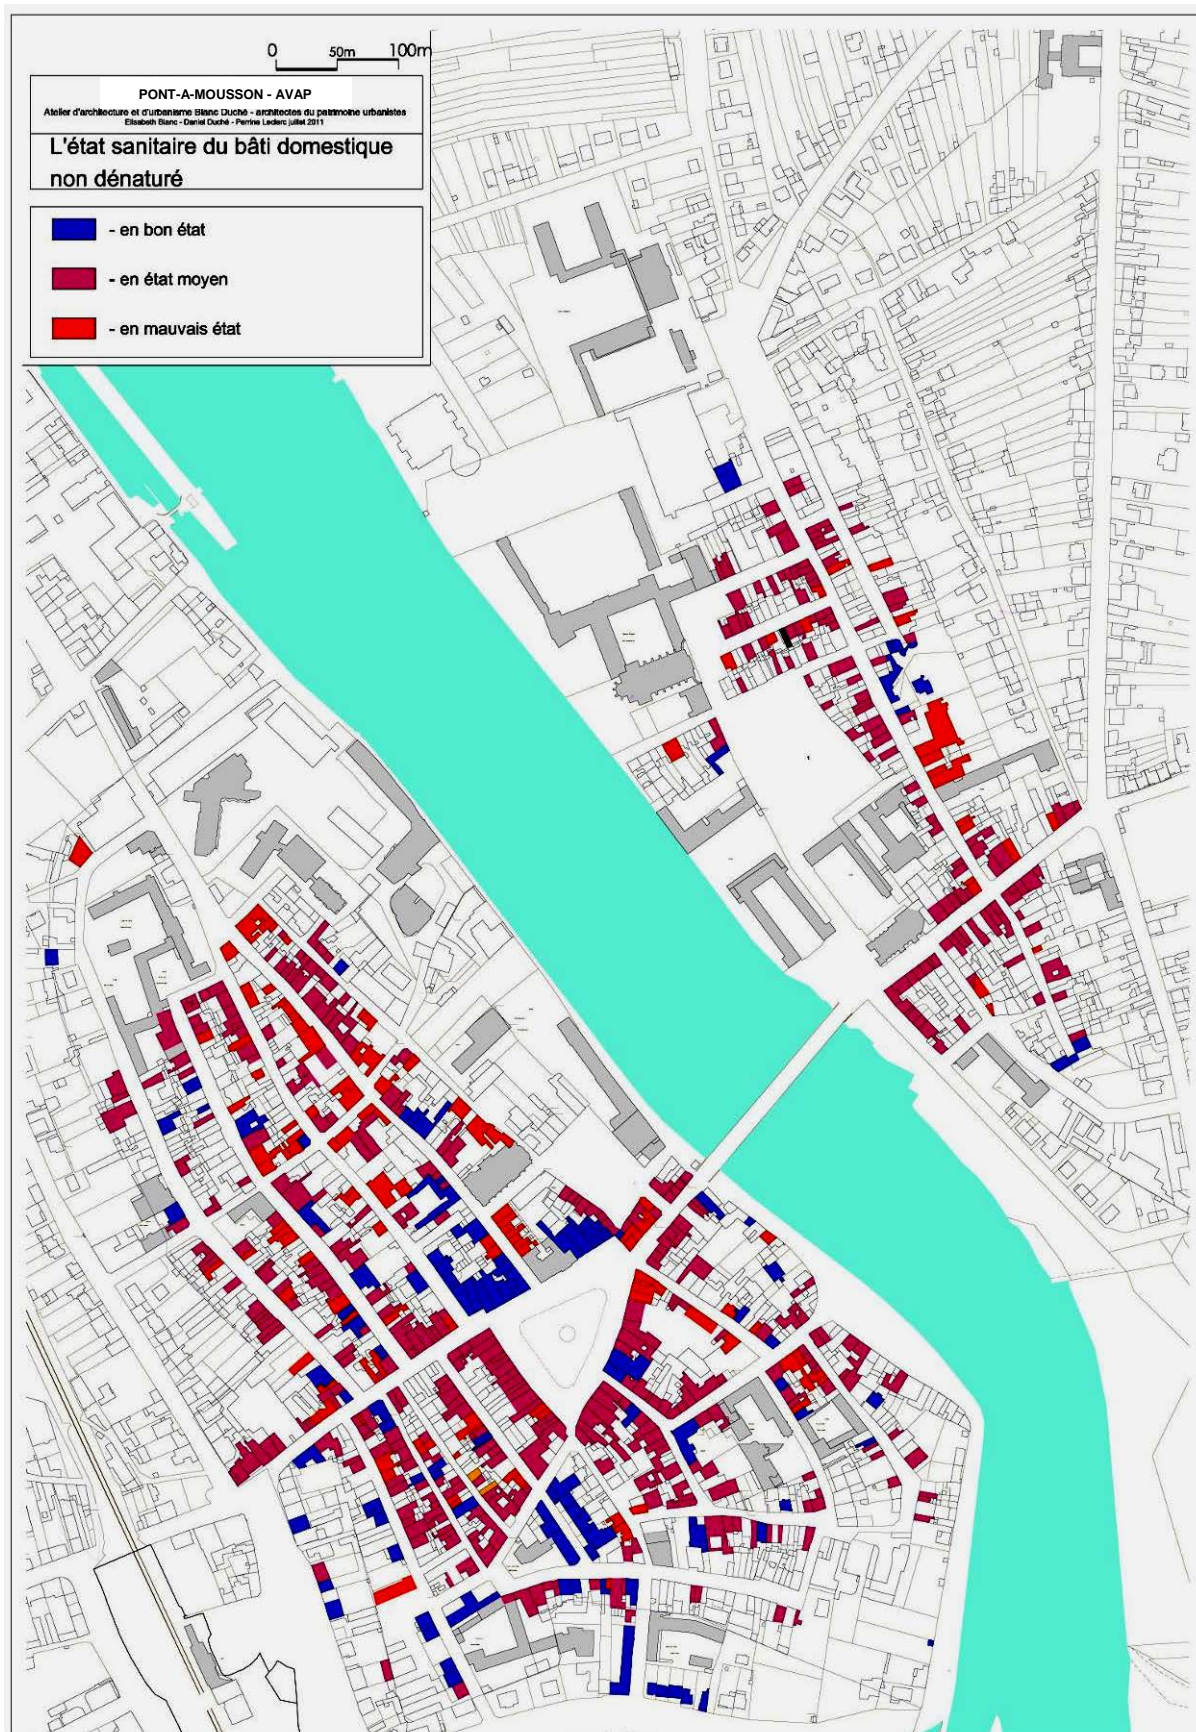 0 50m 100m
PONT-A-MOUSSON - AVAP
Atelier d'architecture et d'urbanisme Blanc Duché - architectes du patrimoine urbanistes
Elisabeth Blanc - Daniel Duché - Perrine Leclerc juillet 2011
L'état sanitaire du bâti domestique
non dénaturé
- en bon état
- en état moyen
- en mauvais état